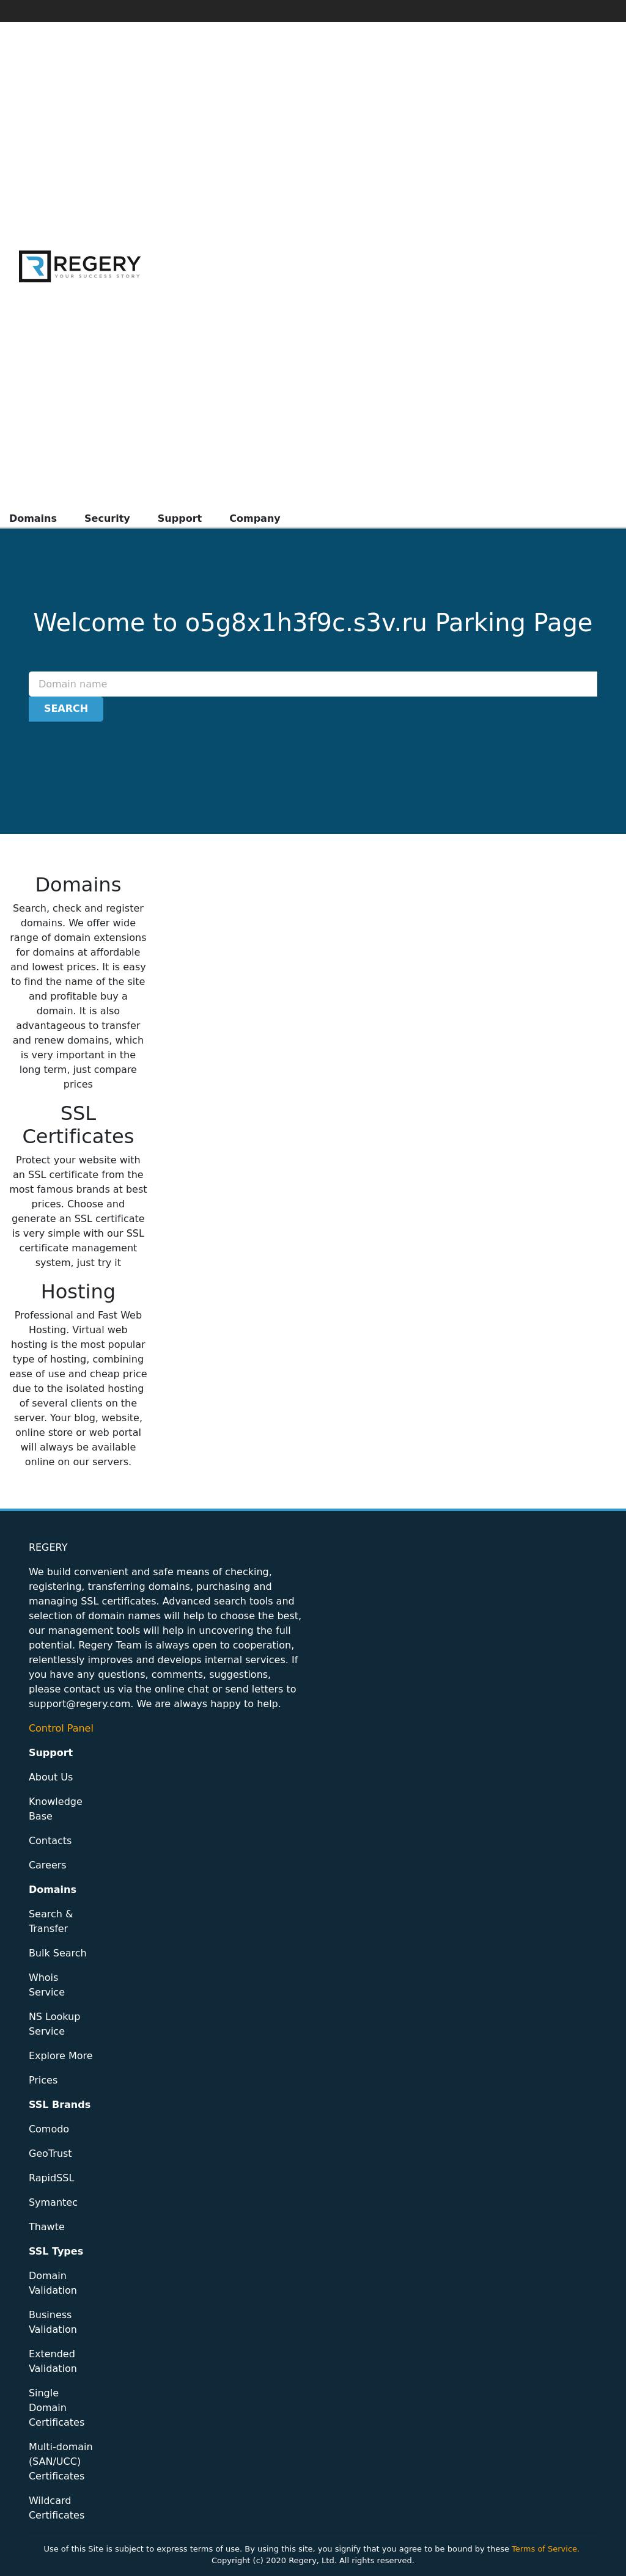 REGERY
YOUR SUCCESS STORY
Domains Security Support Company
Welcome to o5g8x1h3f9c.s3v.ru Parking Page
Domain name
SEARCH
Domains
Search, check and register
domains. We offer wide
range of domain extensions
for domains at affordable
and lowest prices. It is easy
to find the name of the site
and profitable buy a
domain. It is also
advantageous to transfer
and renew domains, which
is very important in the
long term, just compare
prices
SSL
Certificates
Protect your website with
an SSL certificate from the
most famous brands at best
prices. Choose and
generate an SSL certificate
is very simple with our SSL
certificate management
system, just try it
Hosting
Professional and Fast Web
Hosting. Virtual web
hosting is the most popular
type of hosting, combining
ease of use and cheap price
due to the isolated hosting
of several clients on the
server. Your blog, website,
online store or web portal
will always be available
online on our servers.
REGERY
We build convenient and safe means of checking,
registering, transferring domains, purchasing and
managing SSL certificates. Advanced search tools and
selection of domain names will help to choose the best,
our management tools will help in uncovering the full
potential. Regery Team is always open to cooperation,
relentlessly improves and develops internal services. If
you have any questions, comments, suggestions,
please contact us via the online chat or send letters to
support@regery.com. We are always happy to help.
Control Panel
Support
About Us
Knowledge
Base
Contacts
Careers
Domains
Search &
Transfer
Bulk Search
Whois
Service
NS Lookup
Service
Explore More
Prices
SSL Brands
Comodo
GeoTrust
RapidSSL
Symantec
Thawte
SSL Types
Domain
Validation
Business
Validation
Extended
Validation
Single
Domain
Certificates
Multi-domain
(SAN/UCC)
Certificates
Wildcard
Certificates
Use of this Site is subject to express terms of use. By using this site, you signify that you agree to be bound by these Terms of Service.
Copyright (c) 2020 Regery, Ltd. All rights reserved.